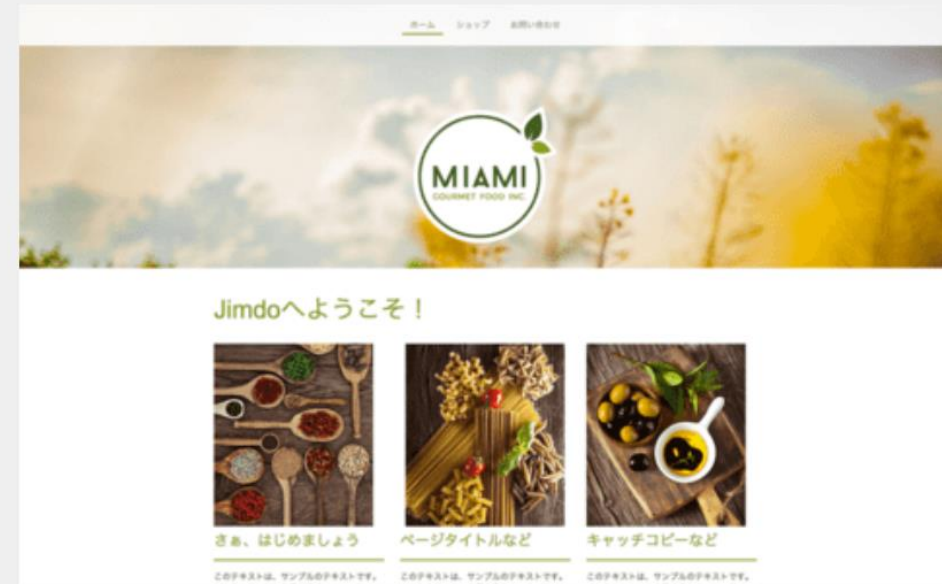 ホーム ショップ お問い合わせ
MIAMI
GOURMET FOOD INC.
Jimdoへようこそ！
さぁ、はじめましょう ページタイトルなど キャッチコピーなど
このテキストは、サンプルのテキストです。 このテキストは、サンプルのテキストです。 このテキストは、サンプルのテキストです。